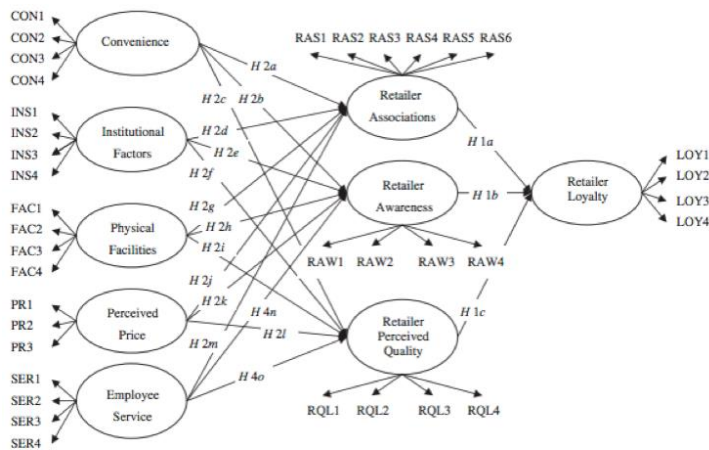 CON1
CON2
CON3
CON4
Convenience
INS1
INS2
INS3
INS4
Institutional
Factors
FAC1
FAC2
FAC3
FAC4
Physical
Facilities
PR1
PR2
PR3
Perceived
Price
SER1
SER2
SER3
SER4
Employee
Service
H 2a
H 2c
H 2b
H 2d
H 2e
H 2f
H 2g
H 2h
H 2i
H 2j
H 2k
H 4n
H 2l
H 2m
H 4o
RAS1 RAS2 RAS3 RAS4 RAS5 RAS6
Retailer
Associations
Retailer
Awareness
RAW1 RAW2 RAW3 RAW4
Retailer
Perceived
Quality
RQL1 RQL2 RQL3 RQL4
H 1a
H 1b
H 1c
Retailer
Loyalty
LOY1
LOY2
LOY3
LOY4